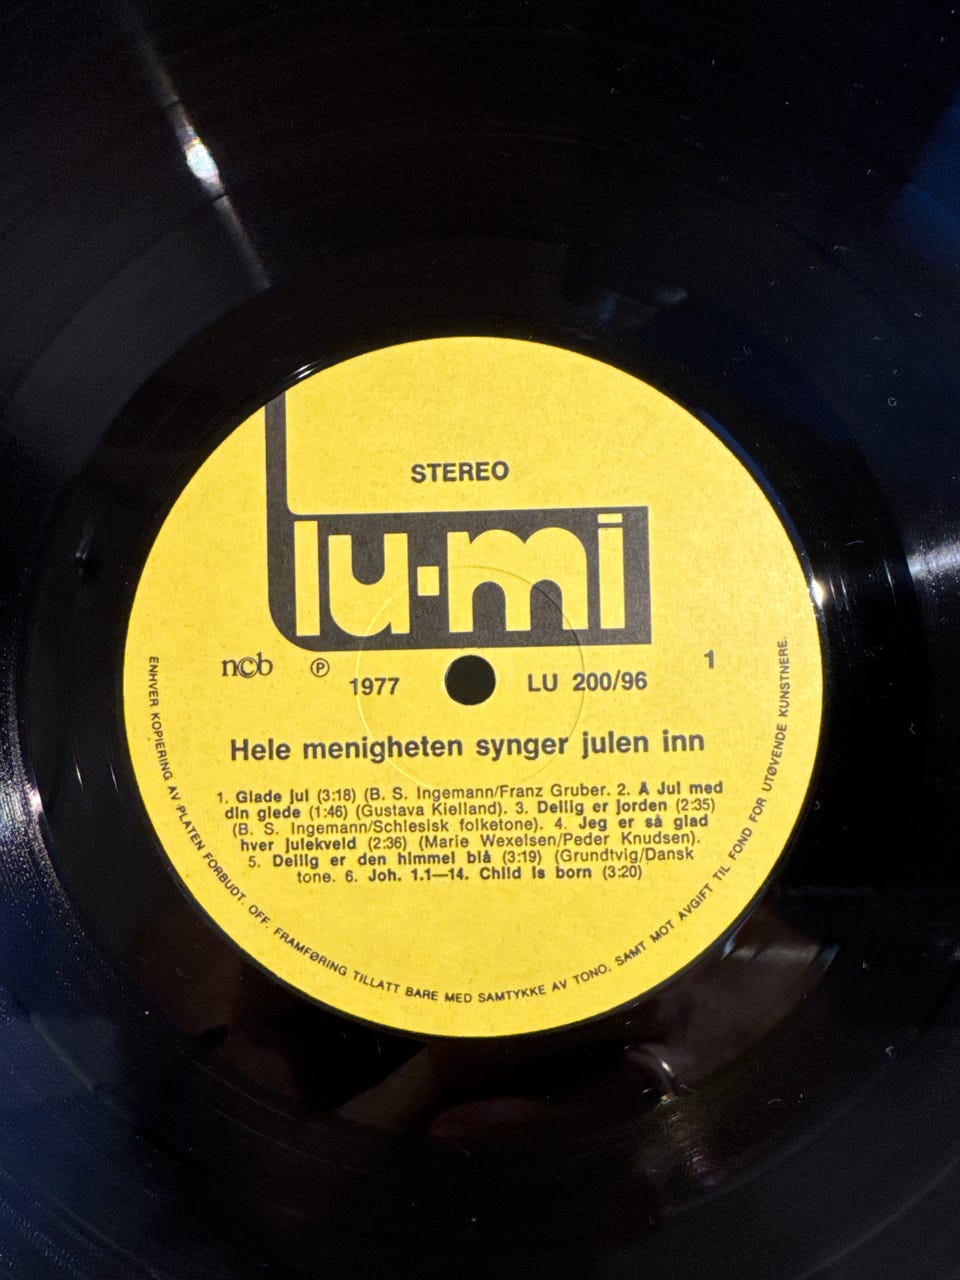 STEREO
lu·mi
ncb Ⓟ 1977 LU 200/96 1
Hele menigheten synger julen inn
1. Glade jul (3:18) (B. S. Ingemann/Franz Gruber. 2. Å Jul med
din glede (1:46) (Gustava Kielland). 3. Deilig er jorden (2:35)
(B. S. Ingemann/Schlesisk folketone). 4. Jeg er så glad
hver julekveld (2:36) (Marie Wexelsen/Peder Knudsen).
5. Deilig er den himmel blå (3:19) (Grundtvig/Dansk
tone. 6. Joh. 1.1—14. Child is born (3:20)
ENHVER KOPIERING AV PLATEN FORBUDT. OFF. FRAMFØRING TILLATT BARE MED SAMTYKKE AV TONO, SAMT MOT AVGIFT TIL FOND FOR UTØVENDE KUNSTNERE.